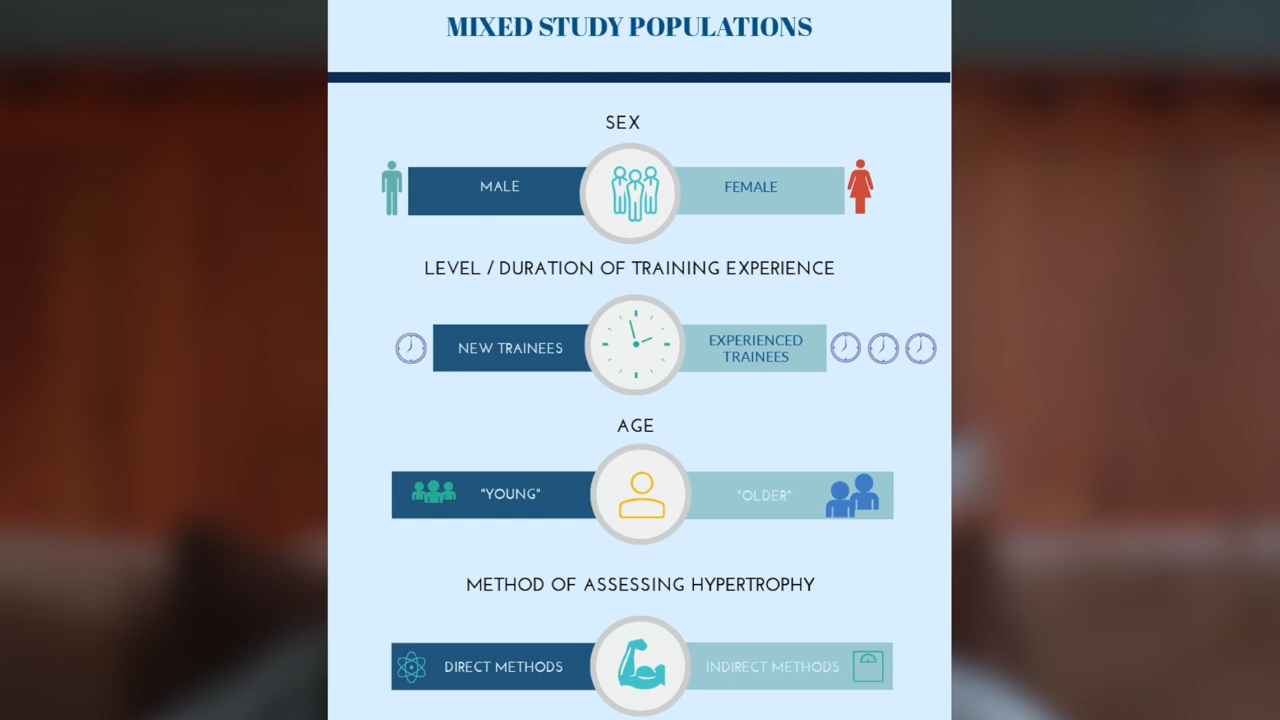 MIXED STUDY POPULATIONS
SEX
MALE
FEMALE
LEVEL / DURATION OF TRAINING EXPERIENCE
NEW TRAINEES
EXPERIENCED
TRAINEES
AGE
"YOUNG"
"OLDER"
METHOD OF ASSESSING HYPERTROPHY
DIRECT METHODS
INDIRECT METHODS